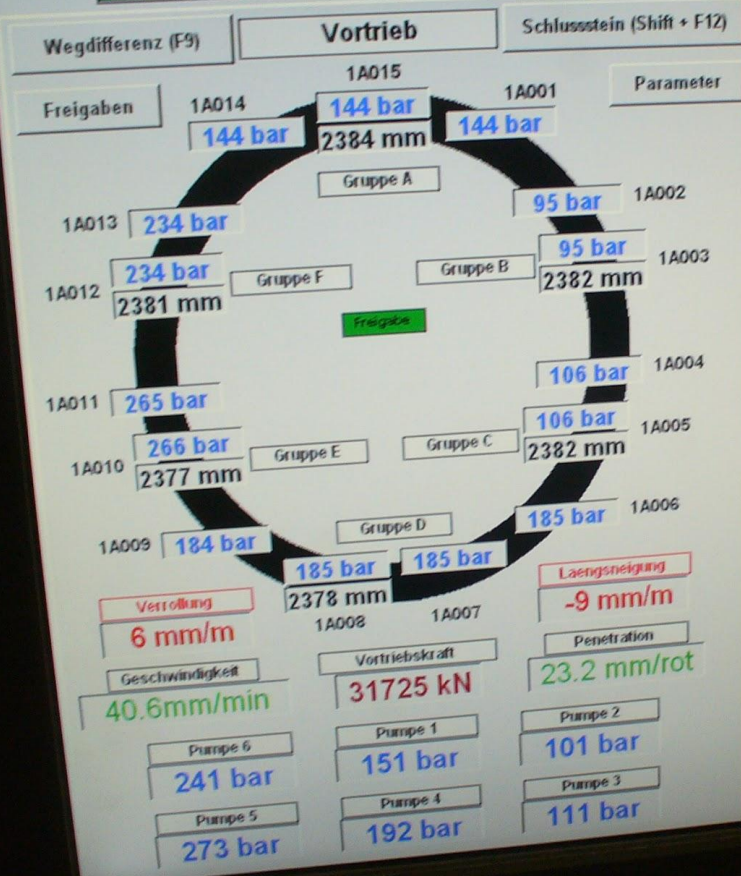 Wegdifferenz (F9)
Vortrieb
Schlussstein (Shift + F12)
Freigaben
Parameter
1A015
144 bar
2384 mm
1A014
144 bar
1A001
144 bar
Gruppe A
1A013
234 bar
95 bar
1A002
1A012
234 bar
2381 mm
Gruppe F
Gruppe B
95 bar
2382 mm
1A003
Freigabe
1A011
265 bar
106 bar
1A004
1A010
266 bar
2377 mm
Gruppe E
Gruppe C
106 bar
2382 mm
1A005
1A009
184 bar
Gruppe D
185 bar
1A006
185 bar
2378 mm
1A008
185 bar
1A007
Verrollung
6 mm/m
Laengsneigung
-9 mm/m
Geschwindigkeit
40.6mm/min
Vortriebskraft
31725 kN
Penetration
23.2 mm/rot
Pumpe 6
241 bar
Pumpe 1
151 bar
Pumpe 2
101 bar
Pumpe 5
273 bar
Pumpe 4
192 bar
Pumpe 3
111 bar